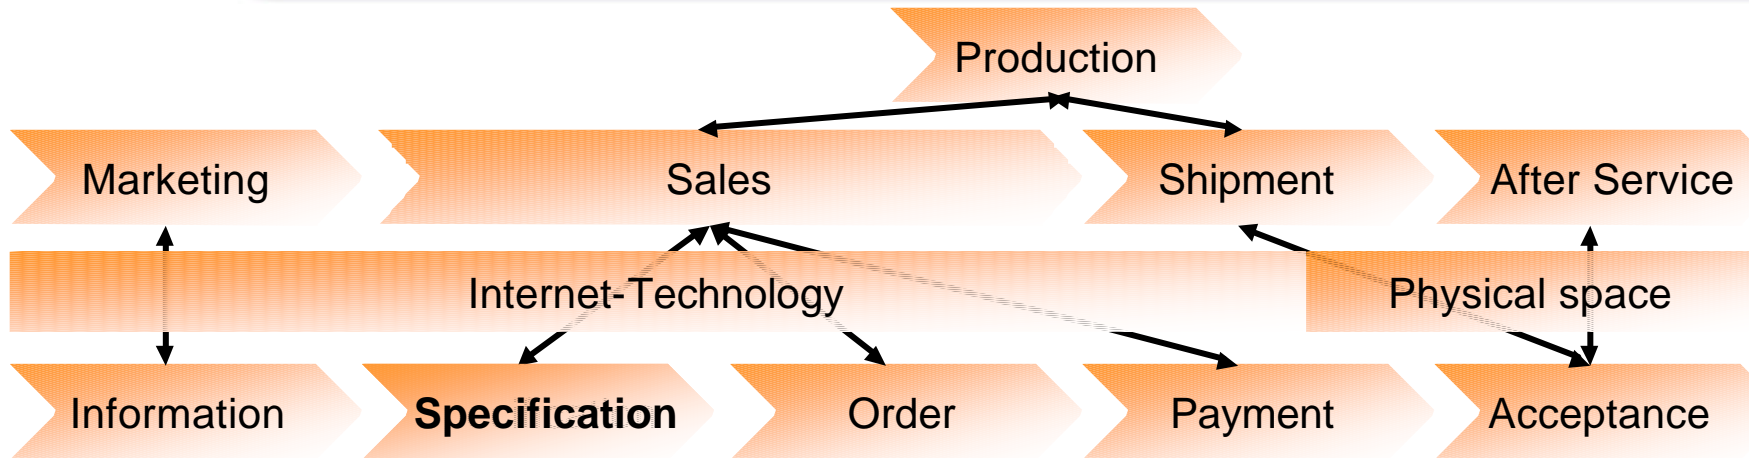 Production
Marketing
Sales
Shipment
After Service
Internet-Technology
Physical space
Information
Specification
Order
Payment
Acceptance